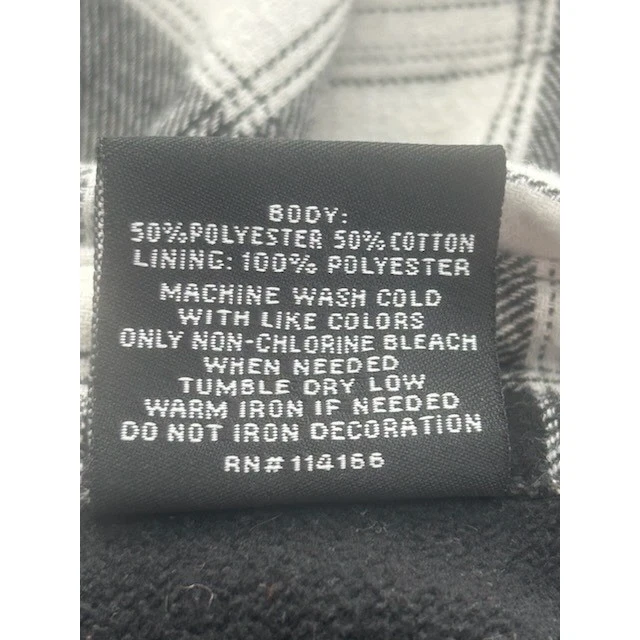 BODY:
50%POLYESTER 50%COTTON
LINING: 100% POLYESTER
MACHINE WASH COLD
WITH LIKE COLORS
ONLY NON-CHLORINE BLEACH
WHEN NEEDED
TUMBLE DRY LOW
WARM IRON IF NEEDED
DO NOT IRON DECORATION
RN#114166